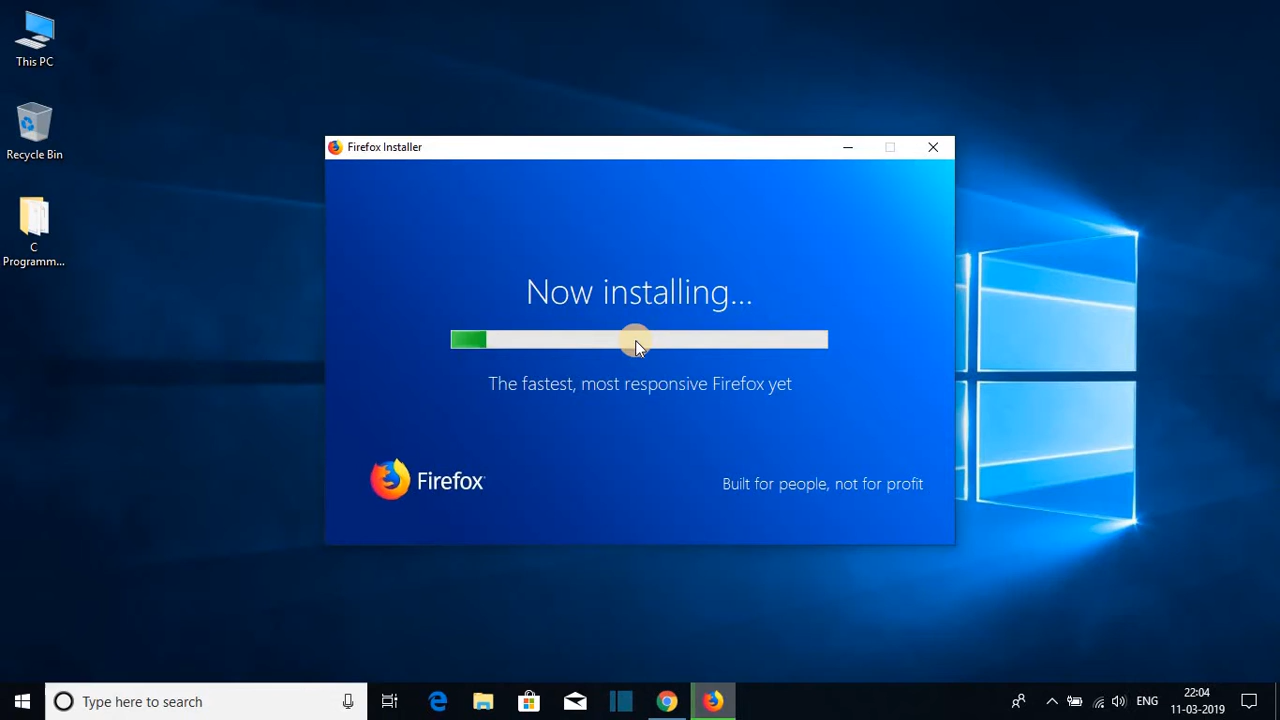 This PC
Recycle Bin
C
Programm...
Firefox Installer
Now installing...
The fastest, most responsive Firefox yet
Firefox
Built for people, not for profit
Type here to search
ENG
22:04
11-03-2019